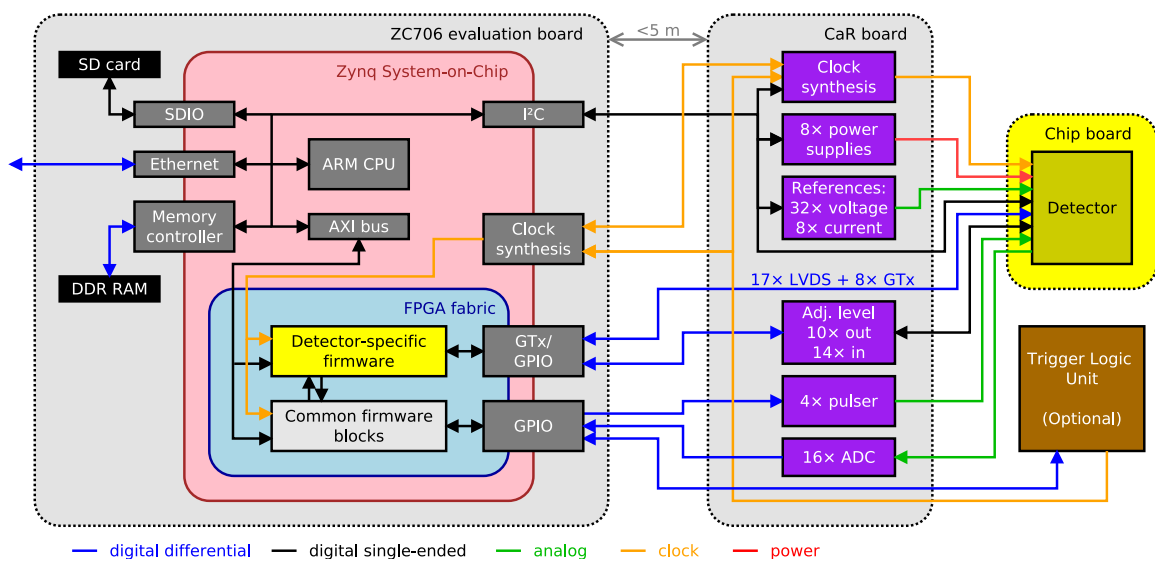 ZC706 evaluation board
<5 m
CaR board
SD card
Zynq System-on-Chip
SDIO
I²C
Clock
synthesis
Ethernet
ARM CPU
8× power
supplies
Chip board
Memory
controller
AXI bus
Clock
synthesis
References:
32× voltage
8× current
Detector
DDR RAM
17× LVDS + 8× GTx
FPGA fabric
Detector-specific
firmware
GTx/
GPIO
Adj. level
10× out
14× in
Trigger Logic
Unit
(Optional)
Common firmware
blocks
GPIO
4× pulser
16× ADC
digital differential
digital single-ended
analog
clock
power